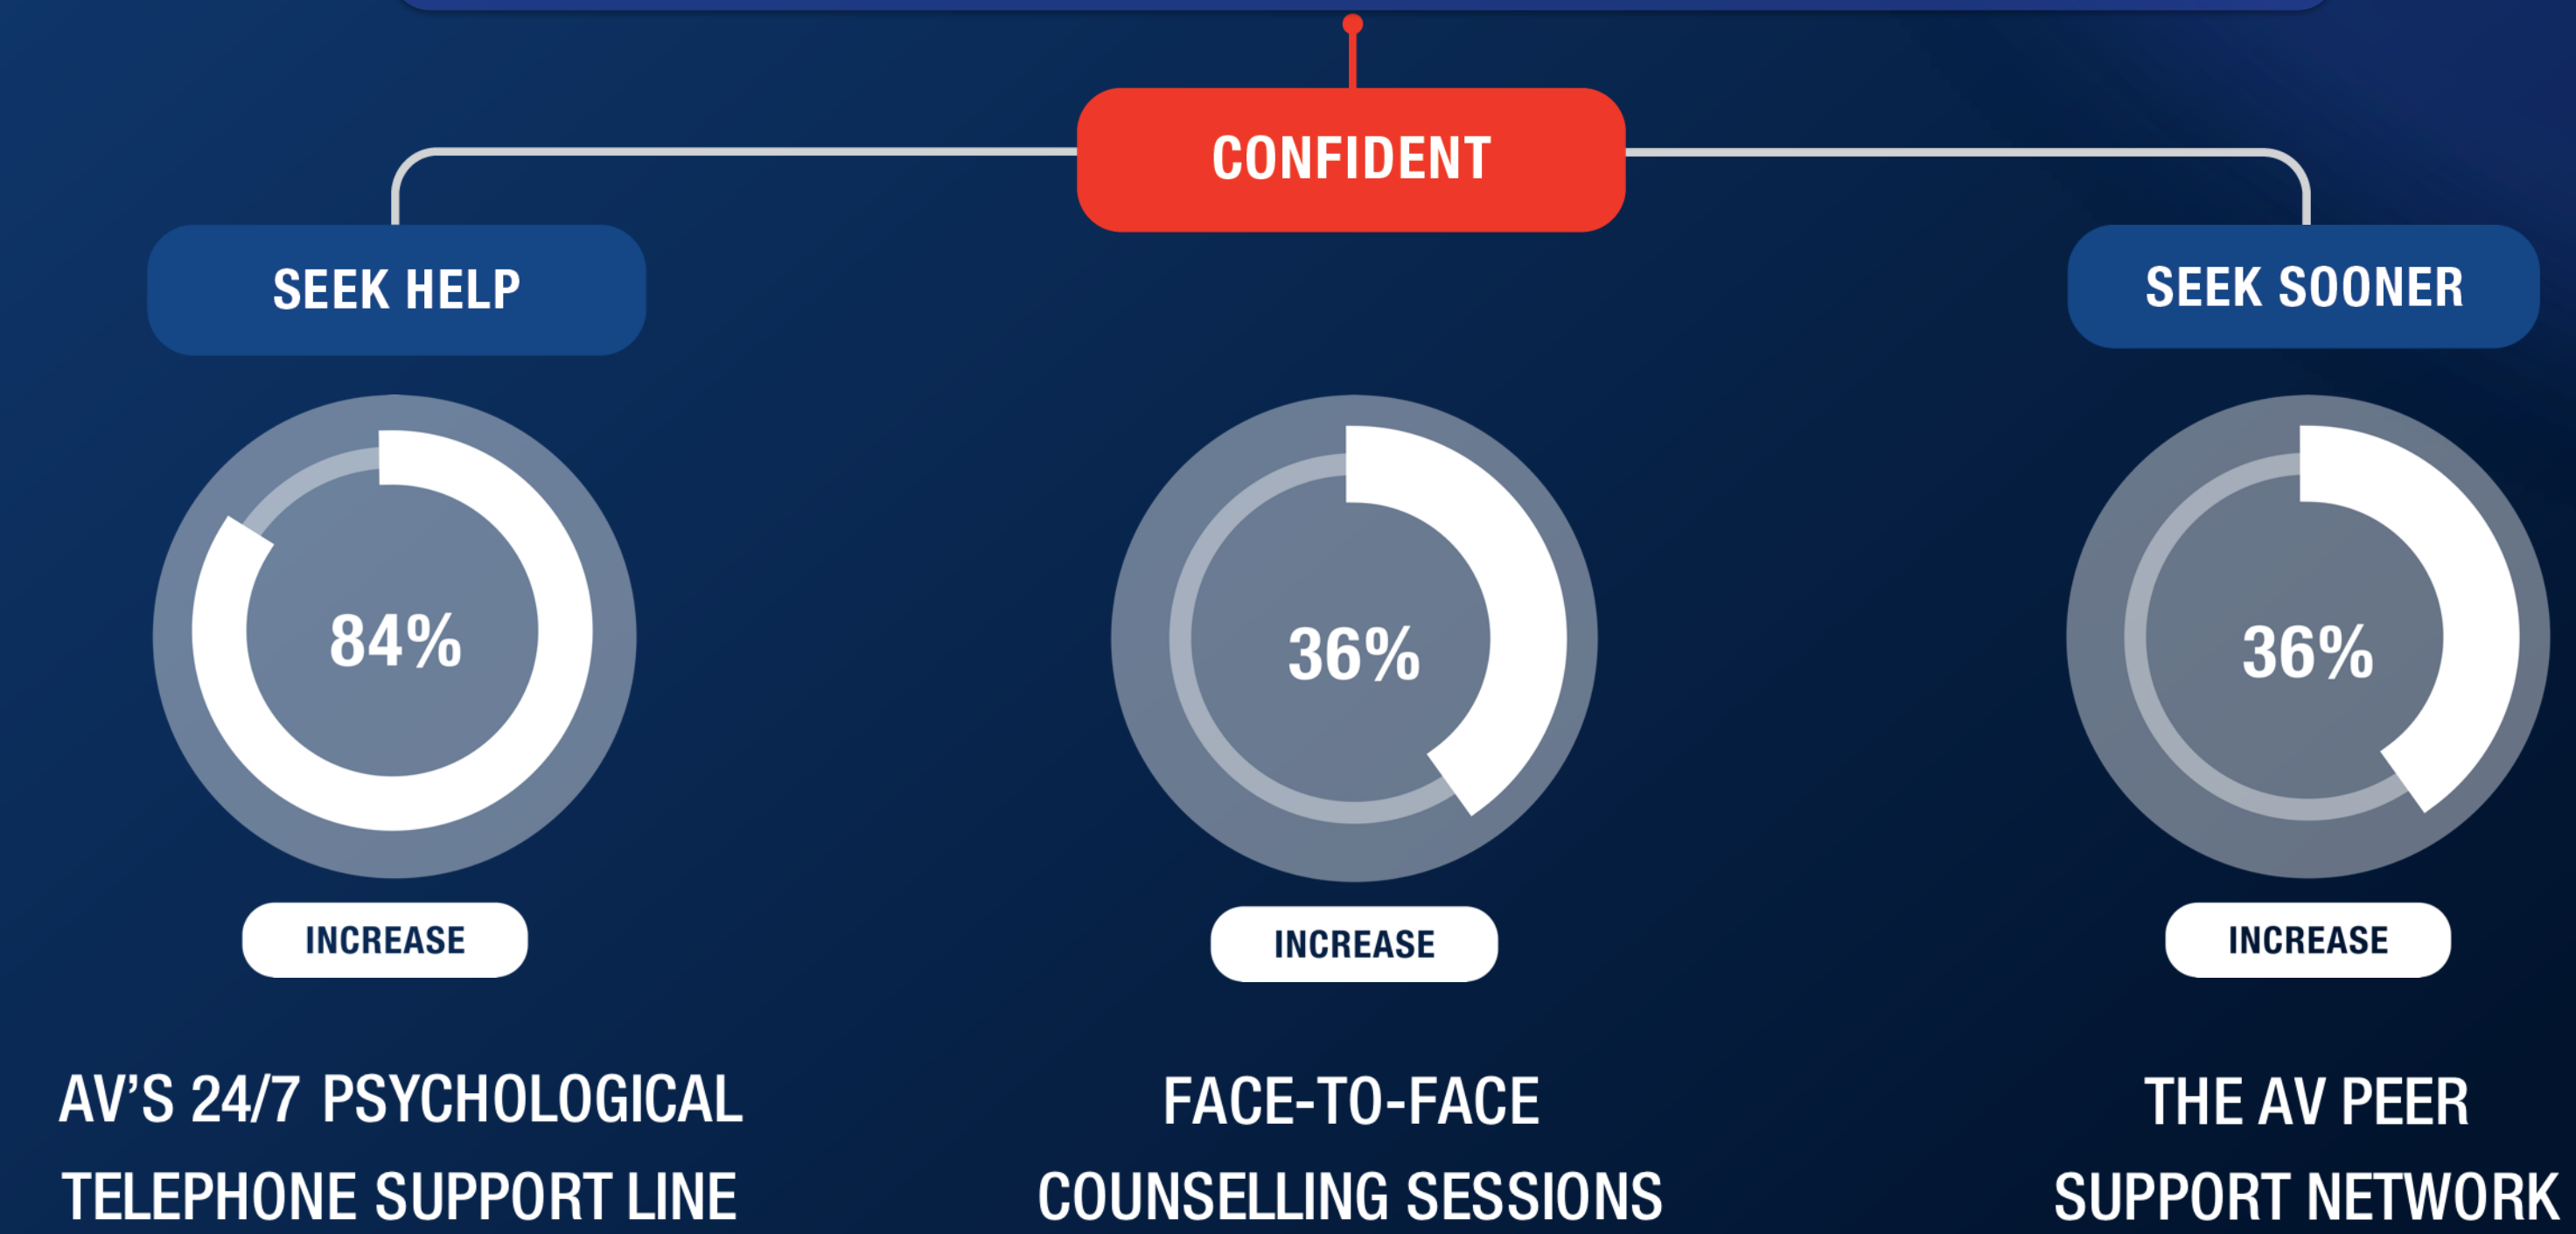 CONFIDENT
SEEK HELP
SEEK SOONER
84%
36%
36%
INCREASE
INCREASE
INCREASE
AV'S 24/7 PSYCHOLOGICAL
TELEPHONE SUPPORT LINE
FACE-TO-FACE
COUNSELLING SESSIONS
THE AV PEER
SUPPORT NETWORK